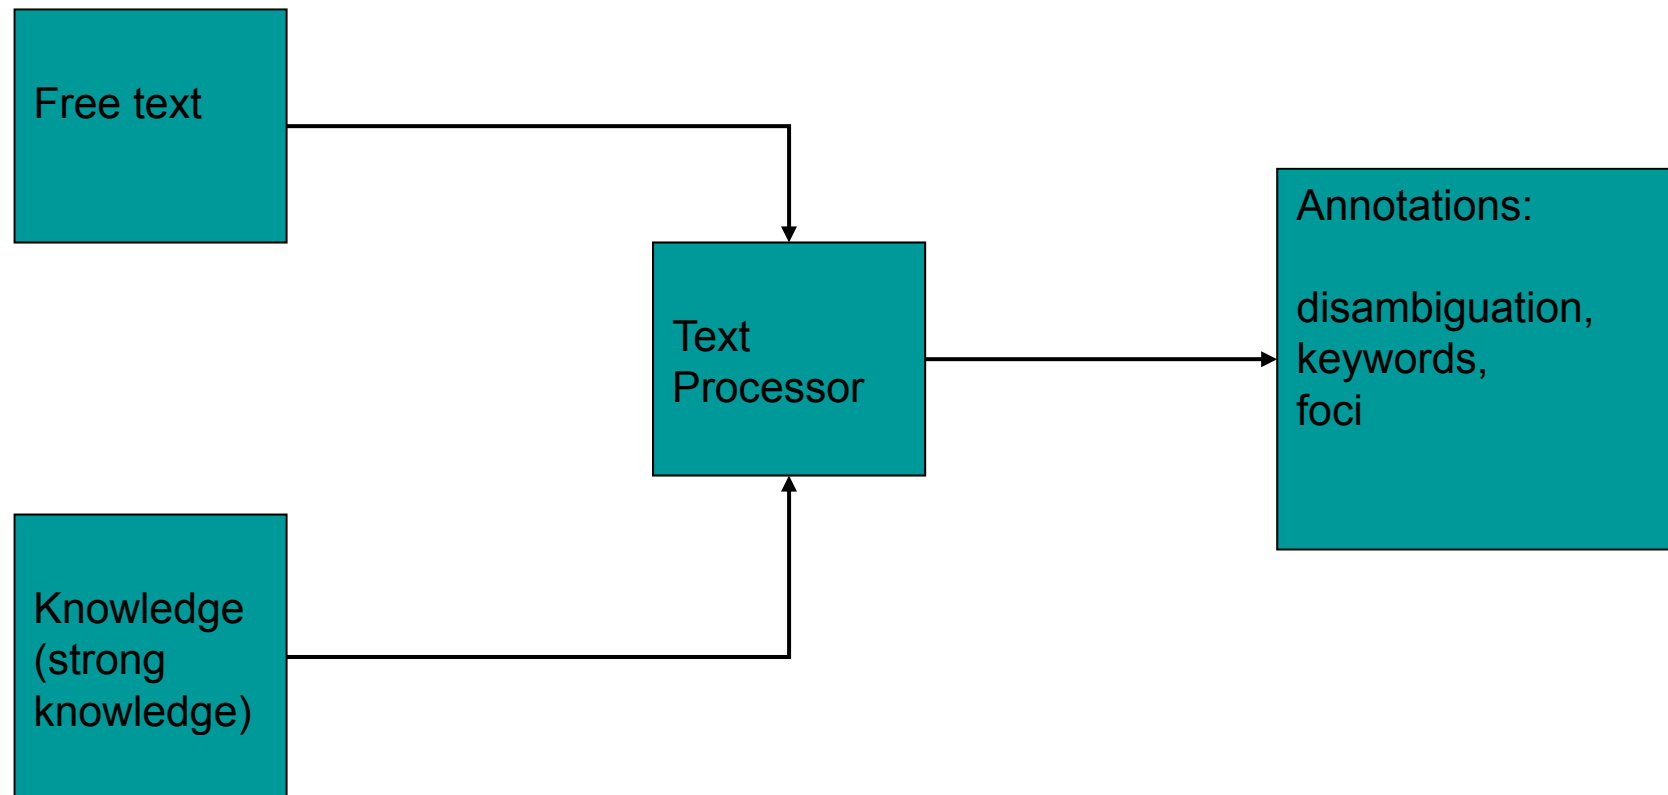 Free text
Text
Processor
Annotations:
disambiguation,
keywords,
foci
Knowledge
(strong
knowledge)